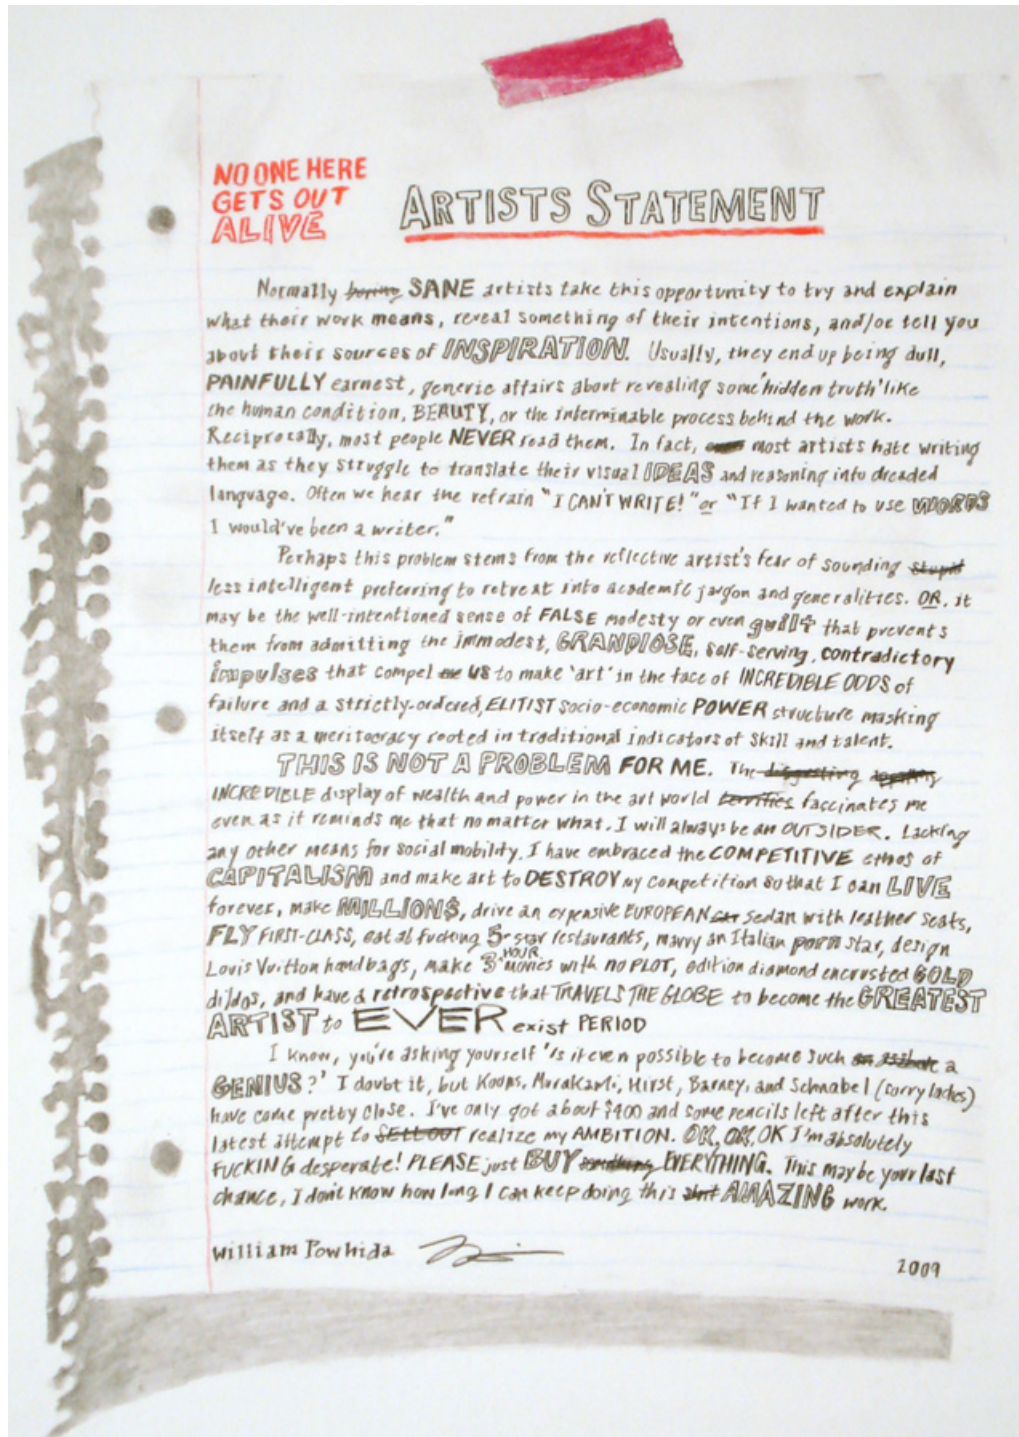 NO ONE HERE
GETS OUT
ALIVE
ARTISTS STATEMENT
Normally boring SANE artists take this opportunity to try and explain
what their work means, reveal something of their intentions, and/or tell you
about their sources of INSPIRATION. Usually, they end up being dull,
PAINFULLY earnest, generic affairs about revealing some 'hidden truth' like
the human condition, BEAUTY, or the interminable process behind the work.
Reciprocally, most people NEVER read them. In fact, most artists hate writing
them as they struggle to translate their visual IDEAS and reasoning into dreaded
language. Often we hear the refrain "I CAN'T WRITE!" or "If I wanted to use WORDS
I would've been a writer."
Perhaps this problem stems from the reflective artist's fear of sounding stupid
less intelligent preferring to retreat into academic jargon and generalities. OR, it
may be the well-intentioned sense of FALSE modesty or even guilt that prevents
them from admitting the immodest, GRANDIOSE, self-serving, contradictory
impulses that compel me us to make 'art' in the face of INCREDIBLE ODDS of
failure and a strictly-ordered, ELITIST socio-economic POWER structure masking
itself as a meritocracy rooted in traditional indicators of skill and talent.
THIS IS NOT A PROBLEM FOR ME. The disgusting appalling
INCREDIBLE display of wealth and power in the art world terrifies faccinates me
even as it reminds me that no matter what, I will always be an OUTSIDER. Lacking
any other means for social mobility, I have embraced the COMPETITIVE ethos of
CAPITALISM and make art to DESTROY my competition so that I can LIVE
forever, make MILLION$, drive an expensive EUROPEAN car sedan with leather seats,
FLY FIRST-CLASS, eat at fucking 5-star restaurants, marry an Italian porn star, design
Louis Vuitton handbags, make 3 HOUR movies with no PLOT, edition diamond encrusted GOLD
dildos, and have a retrospective that TRAVELS THE GLOBE to become the GREATEST
ARTIST to EVER exist PERIOD
I know, you're asking yourself 'is it even possible to become such an asshole a
GENIUS?' I doubt it, but Koons, Murakami, Hirst, Barney, and Schnabel (sorry ladies)
have come pretty close. I've only got about $400 and some pencils left after this
latest attempt to SELL OUT realize my AMBITION. OK, OK, OK I'm absolutely
FUCKING desperate! PLEASE just BUY something EVERYTHING. This may be your last
chance, I don't know how long I can keep doing this shit AMAZING work.
William Powhida
2009